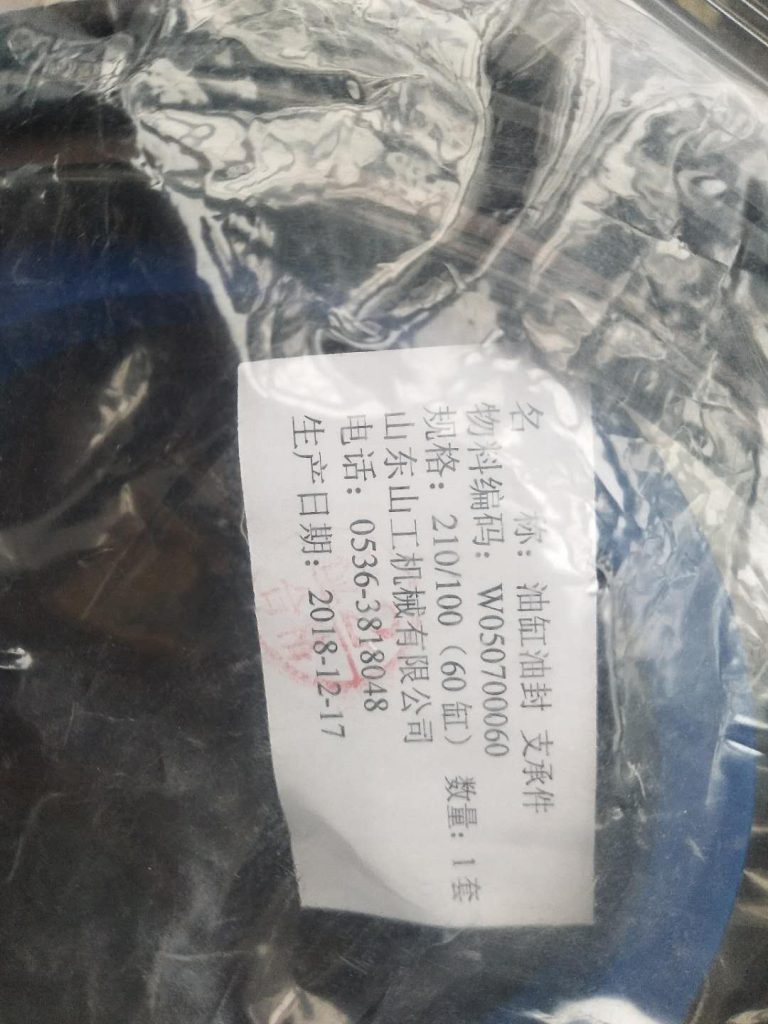 名 称：油缸油封 支承件
物料编码：W050700060
规格：210/100（60 缸） 数量：1 套
山东山工机械有限公司
电话：0536-3818048
生产日期：2018-12-17